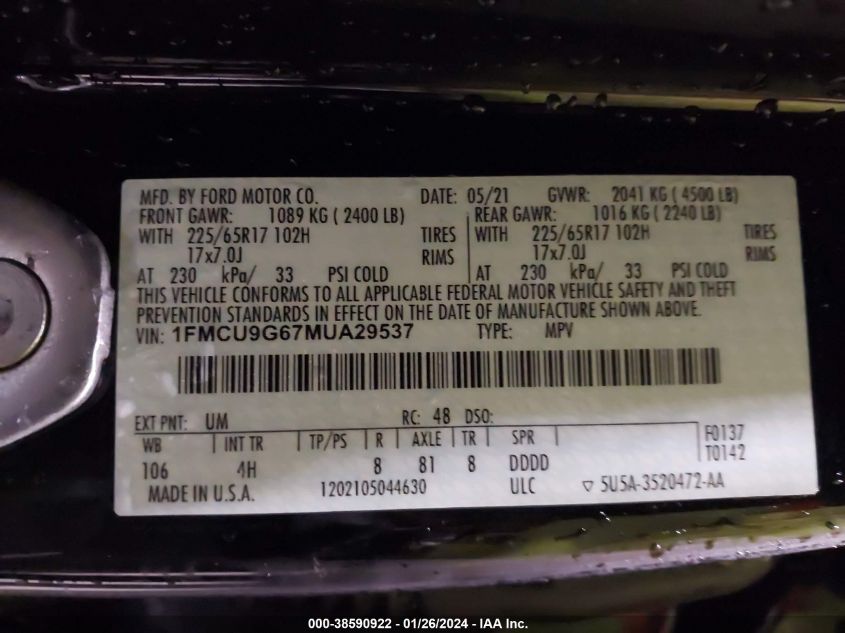 MFD. BY FORD MOTOR CO. DATE: 05/21 GVWR: 2041 KG ( 4500 LB)
FRONT GAWR: 1089 KG ( 2400 LB) REAR GAWR: 1016 KG ( 2240 LB)
WITH 225/65R17 102H TIRES WITH 225/65R17 102H TIRES
17x7.0J RIMS 17x7.0J RIMS
AT 230 kPa/ 33 PSI COLD AT 230 kPa/ 33 PSI COLD
THIS VEHICLE CONFORMS TO ALL APPLICABLE FEDERAL MOTOR VEHICLE SAFETY AND THEFT
PREVENTION STANDARDS IN EFFECT ON THE DATE OF MANUFACTURE SHOWN ABOVE.
VIN: 1FMCU9G67MUA29537 TYPE: MPV
EXT PNT: UM RC: 48 DSO:
WB INT TR TP/PS R AXLE TR SPR F0137
106 4H 8 81 8 DDDD T0142
MADE IN U.S.A. 1202105044630 ULC ▽ 5U5A-3520472-AA
000-38590922 - 01/26/2024 - IAA Inc.